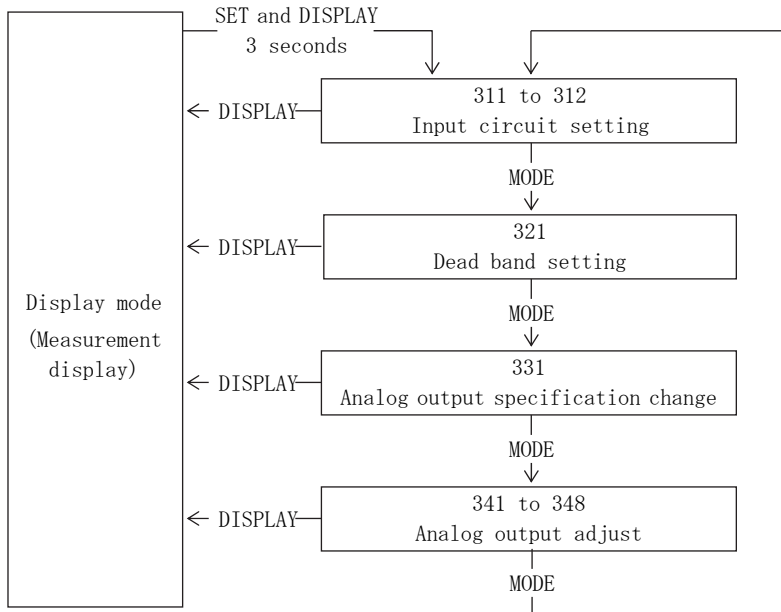 SET and DISPLAY
3 seconds
311 to 312
Input circuit setting
DISPLAY
MODE
321
Dead band setting
DISPLAY
MODE
Display mode
(Measurement
display)
331
Analog output specification change
DISPLAY
MODE
341 to 348
Analog output adjust
DISPLAY
MODE